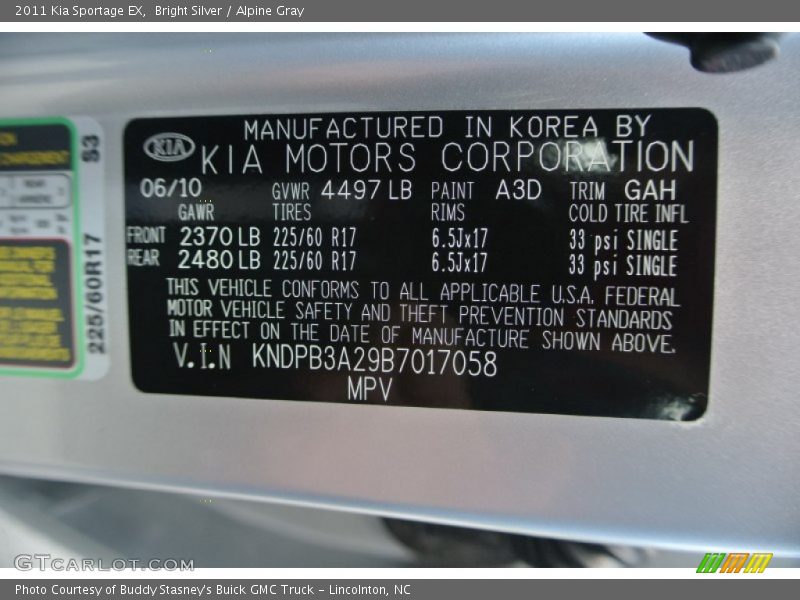 2011 Kia Sportage EX, Bright Silver / Alpine Gray
KIA
MANUFACTURED IN KOREA BY
KIA MOTORS CORPORATION
06/10 GVWR 4497 LB PAINT A3D TRIM GAH
GAWR TIRES RIMS COLD TIRE INFL
FRONT 2370 LB 225/60 R17 6.5Jx17 33 psi SINGLE
REAR 2480 LB 225/60 R17 6.5Jx17 33 psi SINGLE
THIS VEHICLE CONFORMS TO ALL APPLICABLE U.S.A. FEDERAL
MOTOR VEHICLE SAFETY AND THEFT PREVENTION STANDARDS
IN EFFECT ON THE DATE OF MANUFACTURE SHOWN ABOVE.
V.I.N KNDPB3A29B7017058
MPV
225/60R17 S3
GTCARLOT.COM
Photo Courtesy of Buddy Stasney's Buick GMC Truck - Lincolnton, NC